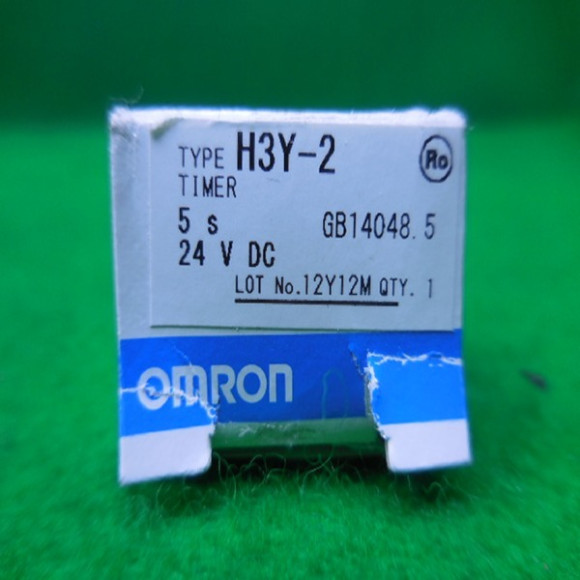 TYPE H3Y-2 Ro
TIMER
5 s GB14048.5
24 V DC
LOT No.12Y12M QTY. 1
OMRON